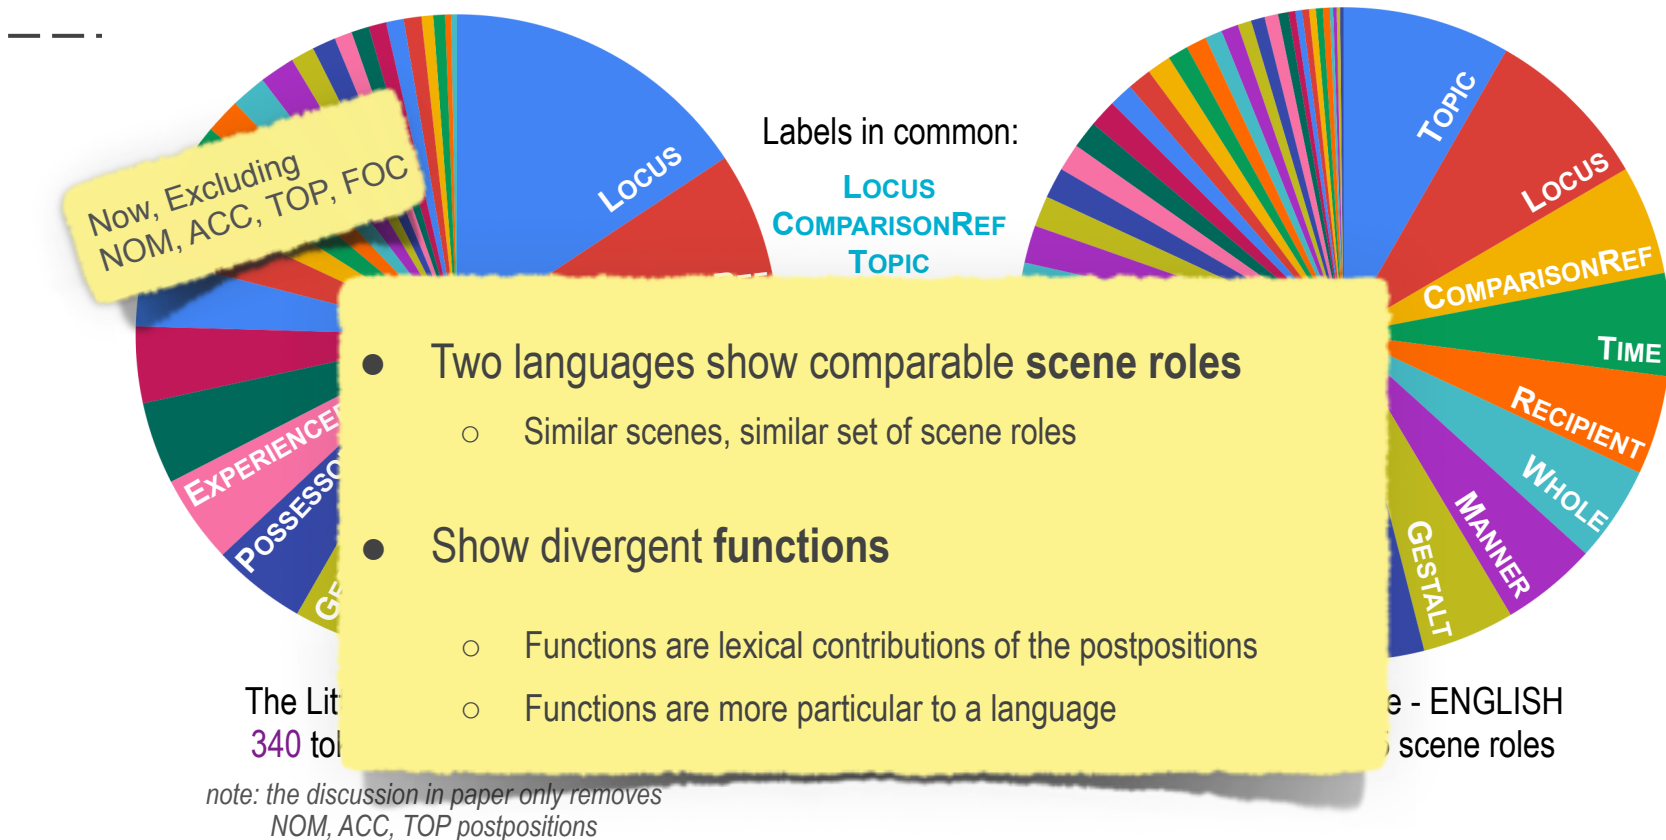 Now, Excluding
NOM, ACC, TOP, FOC
LOCUS
EXPERIENCE
POSSESSO
Labels in common:
LOCUS
COMPARISONREF
TOPIC
TOPIC
LOCUS
COMPARISONREF
TIME
RECIPIENT
WHOLE
MANNER
GESTALT
● Two languages show comparable scene roles
○ Similar scenes, similar set of scene roles
● Show divergent functions
○ Functions are lexical contributions of the postpositions
○ Functions are more particular to a language
The Lit
340 to
e - ENGLISH
scene roles
note: the discussion in paper only removes
NOM, ACC, TOP postpositions